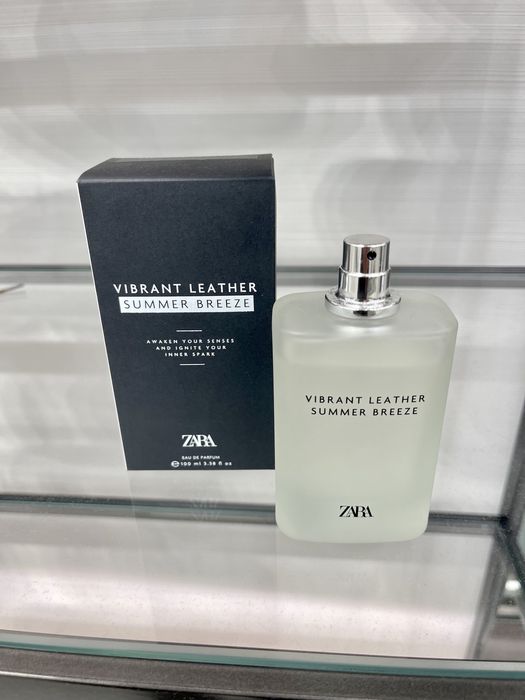 VIBRANT LEATHER
SUMMER BREEZE
AWAKEN YOUR SENSES
AND IGNITE YOUR
INNER SPARK
ZARA
EAU DE PARFUM
℮100 ml 3.38 fl oz
VIBRANT LEATHER
SUMMER BREEZE
ZARA